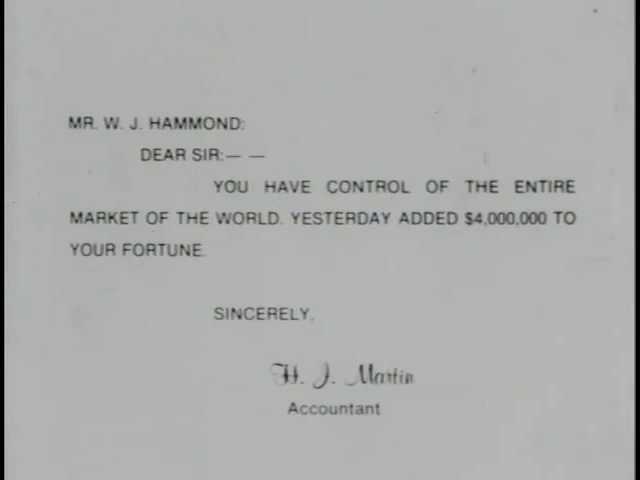 MR. W. J. HAMMOND:
DEAR SIR:— —
YOU HAVE CONTROL OF THE ENTIRE
MARKET OF THE WORLD. YESTERDAY ADDED $4,000,000 TO
YOUR FORTUNE.
SINCERELY,
H. J. Martin
Accountant